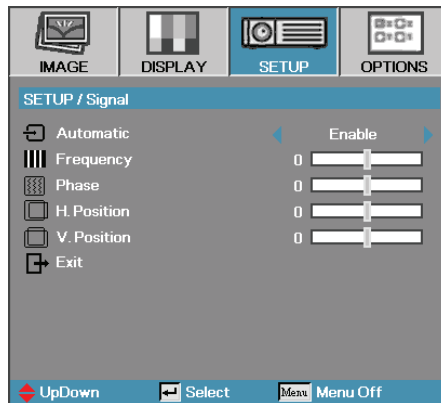 IMAGE DISPLAY SETUP OPTIONS
SETUP / Signal
Automatic Enable
Frequency 0
Phase 0
H. Position 0
V. Position 0
Exit
UpDown Select Menu Menu Off